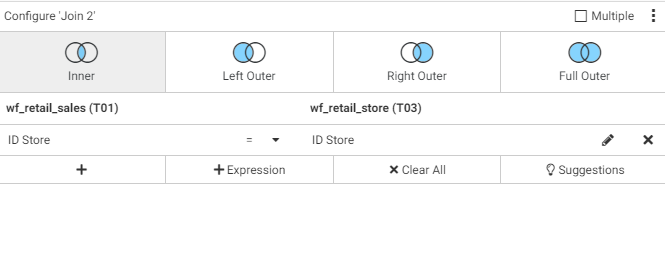 Configure 'Join 2'
Multiple
Inner
Left Outer
Right Outer
Full Outer
wf_retail_sales (T01)
wf_retail_store (T03)
ID Store
=
ID Store
Expression
Clear All
Suggestions